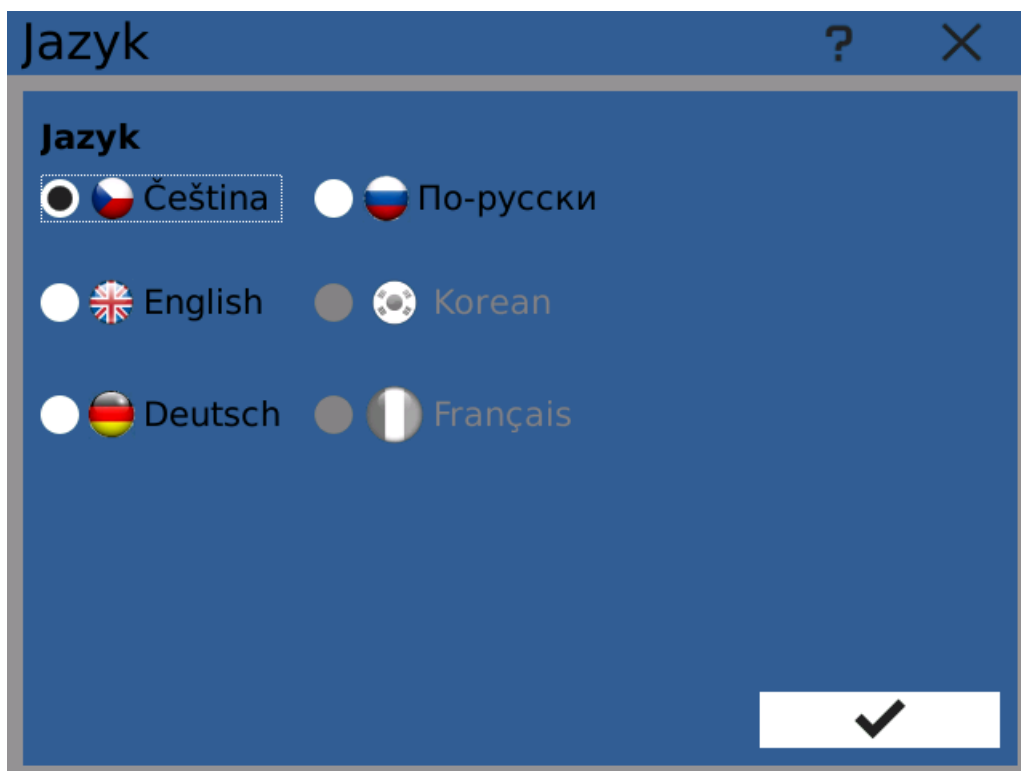 Jazyk ?
Jazyk
Čeština По-русски
English Korean
Deutsch Français